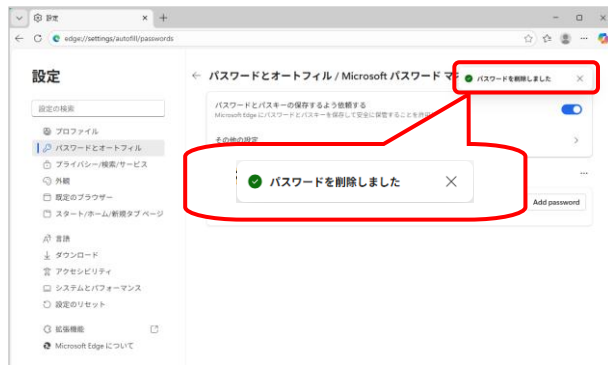 設定
edge://settings/autofill/passwords
設定
設定の検索
プロファイル
パスワードとオートフィル
プライバシー/検索/サービス
外観
既定のブラウザー
スタート/ホーム/新規タブ ページ
言語
ダウンロード
アクセシビリティ
システムとパフォーマンス
設定のリセット
拡張機能
Microsoft Edge について
パスワードとオートフィル / Microsoft パスワード マ
パスワードを削除しました
パスワードとパスキーの保存するよう依頼する
Microsoft Edge にパスワードとパスキーを保存して安全に保管することを許可
その他の設定
パスワードを削除しました
Add password